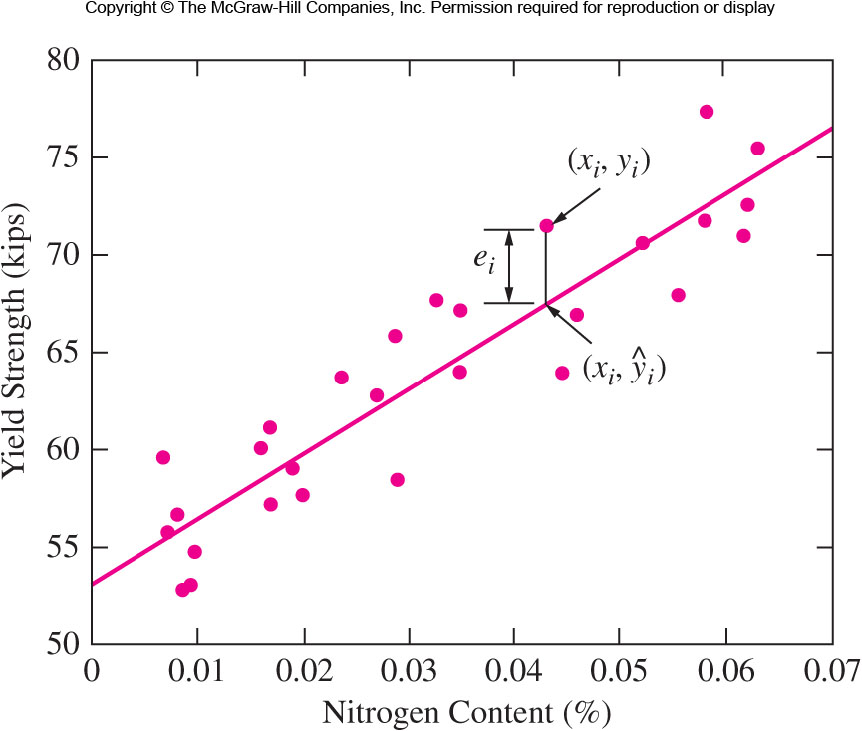 Copyright © The McGraw-Hill Companies, Inc. Permission required for reproduction or display
80
75
70
65
60
55
50
Yield Strength (kips)
(xᵢ, yᵢ)
eᵢ
(xᵢ, ŷᵢ)
0 0.01 0.02 0.03 0.04 0.05 0.06 0.07
Nitrogen Content (%)